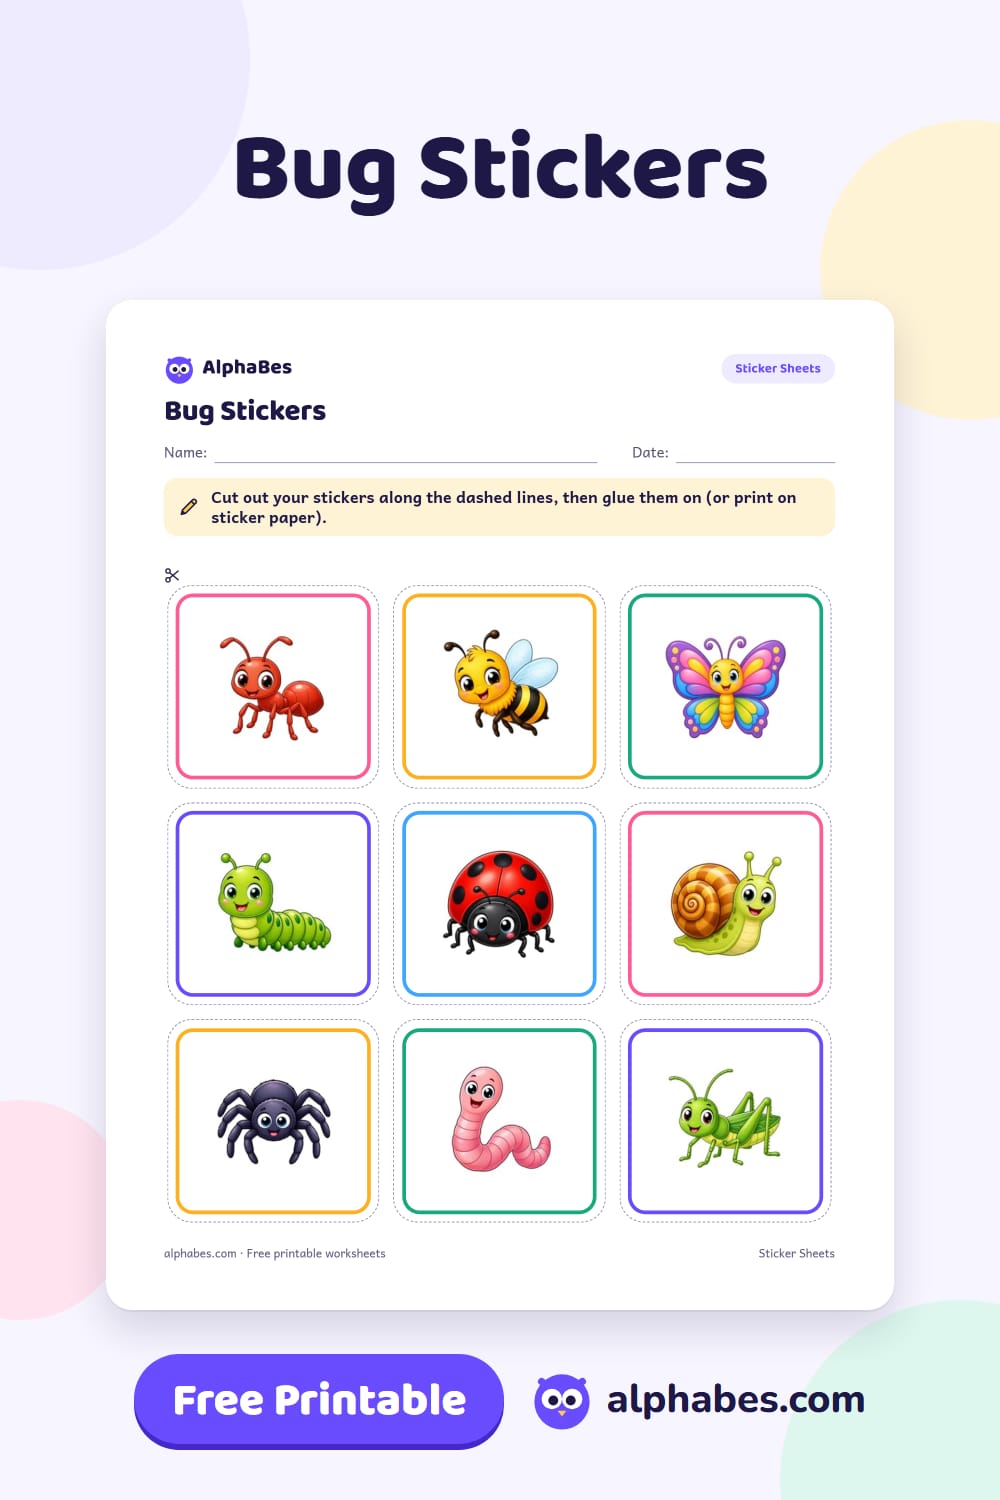 Bug Stickers
AlphaBes
Sticker Sheets
Bug Stickers
Name:
Date:
Cut out your stickers along the dashed lines, then glue them on (or print on
sticker paper).
alphabes.com · Free printable worksheets
Sticker Sheets
Free Printable
alphabes.com